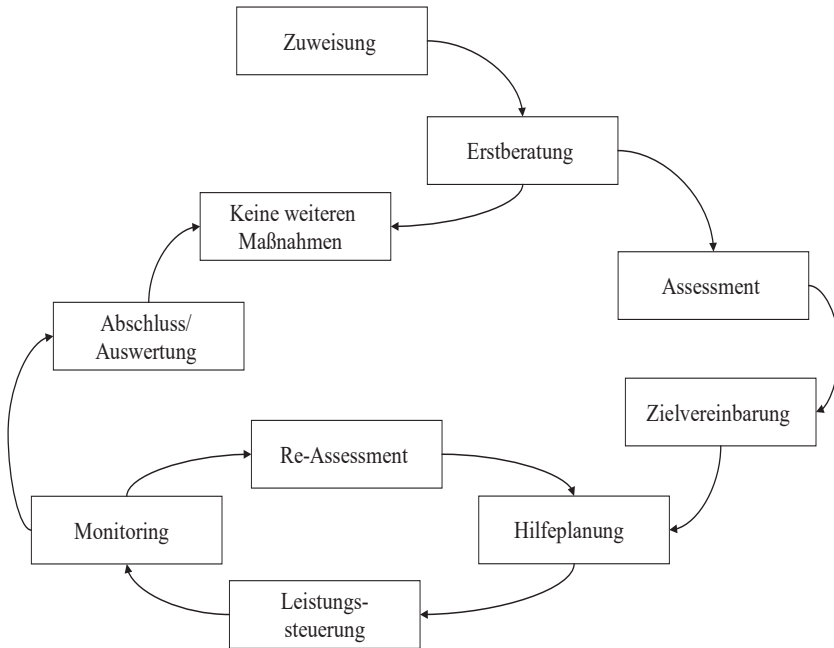 Zuweisung
Erstberatung
Keine weiteren
Maßnahmen
Assessment
Abschluss/
Auswertung
Zielvereinbarung
Re-Assessment
Monitoring
Hilfeplanung
Leistungs-
steuerung